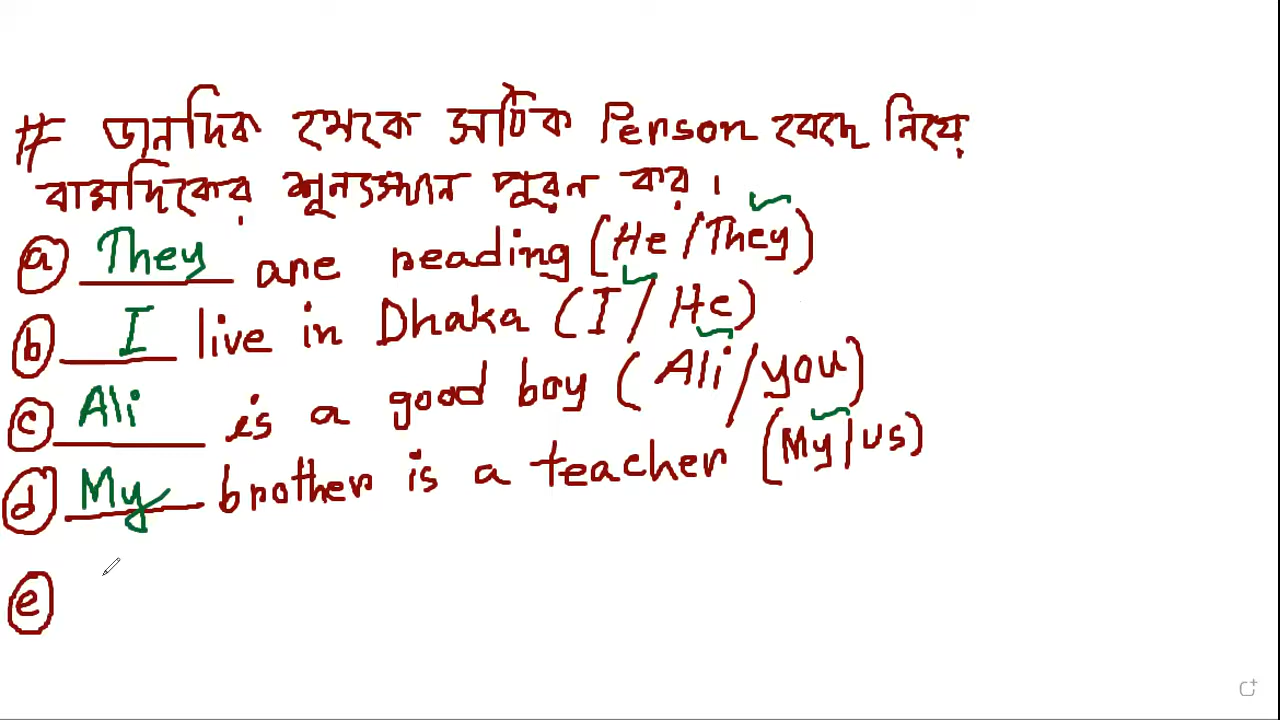 # ডানদিক থেকে সঠিক Person বেছে নিয়ে
বামদিকের শূন্যস্থান পূরন কর।
a They are reading (He/They)
b I live in Dhaka (I/He)
c Ali is a good boy (Ali/you)
d My brother is a teacher (My/us)
e